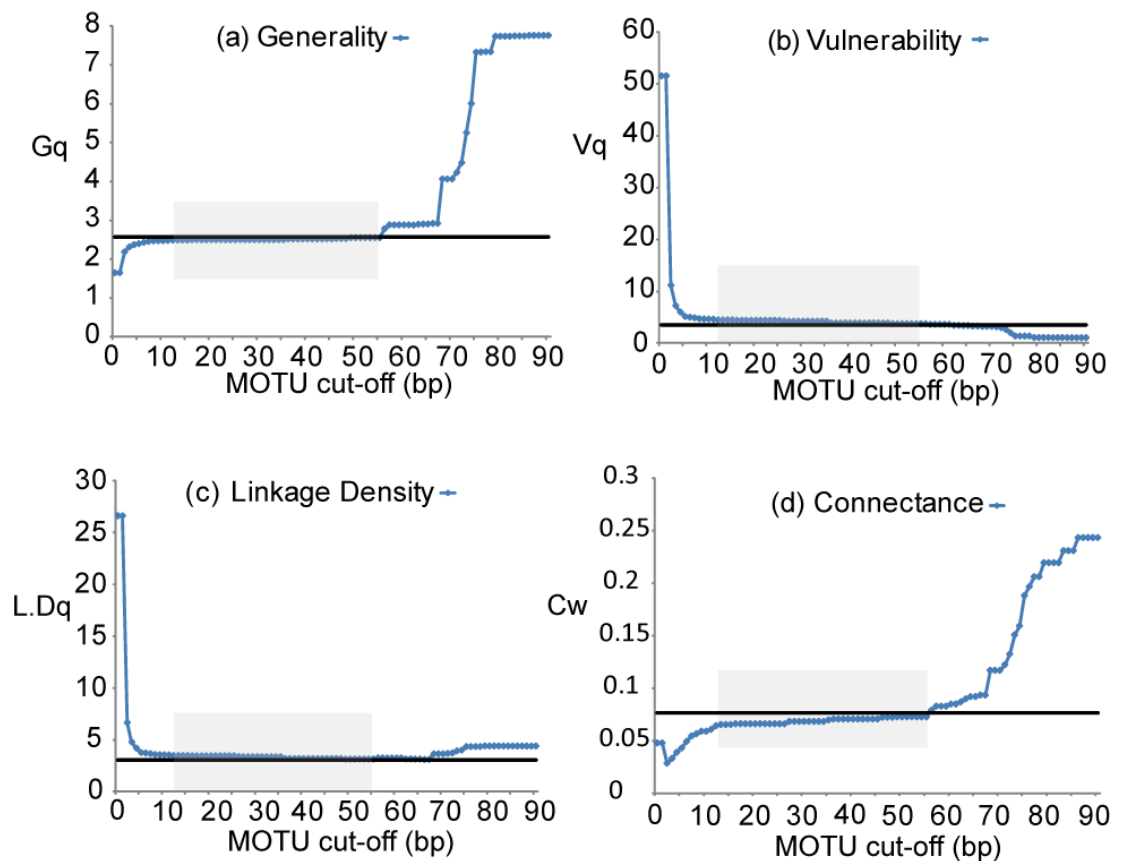 (a) Generality
Gq
8
7
6
5
4
3
2
1
0
0 10 20 30 40 50 60 70 80 90
MOTU cut-off (bp)
(b) Vulnerability
Vq
60
50
40
30
20
10
0
0 10 20 30 40 50 60 70 80 90
MOTU cut-off (bp)
(c) Linkage Density
L.Dq
30
25
20
15
10
5
0
0 10 20 30 40 50 60 70 80 90
MOTU cut-off (bp)
(d) Connectance
Cw
0.3
0.25
0.2
0.15
0.1
0.05
0
0 10 20 30 40 50 60 70 80 90
MOTU cut-off (bp)